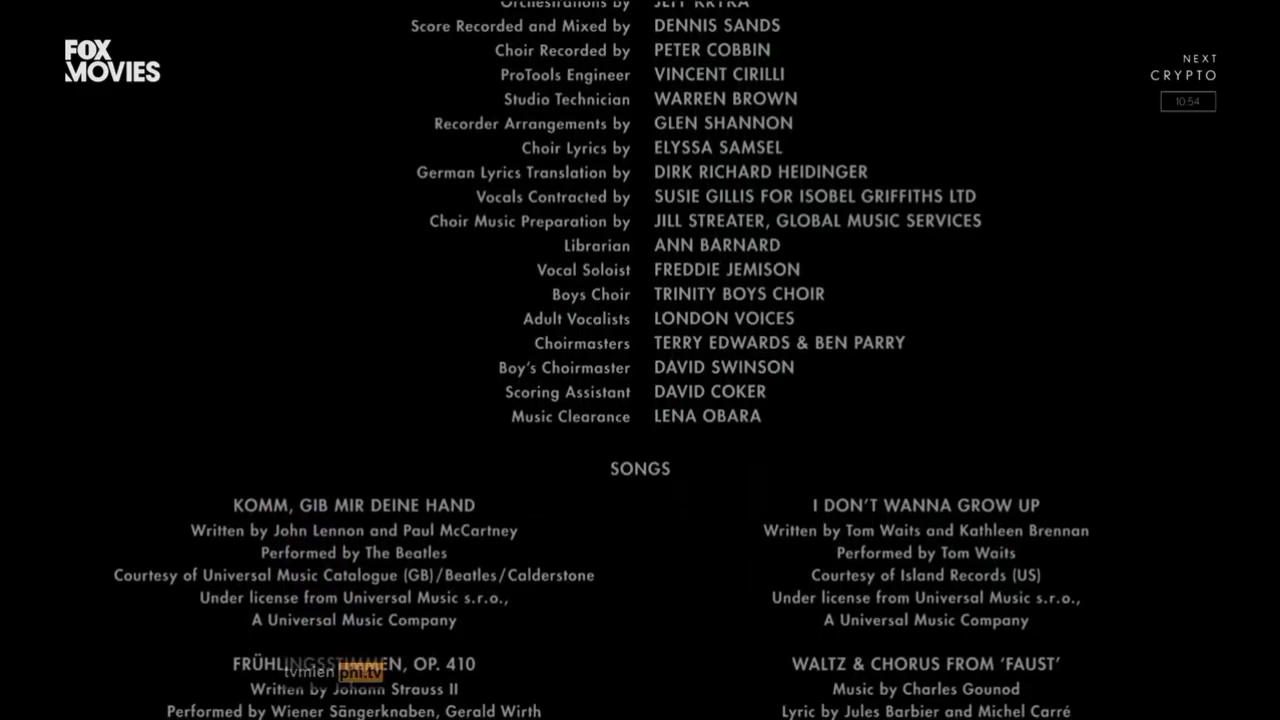 Orchestrations by JEFF KRYKA
FOX
MOVIES
NEXT
CRYPTO
10:54
Score Recorded and Mixed by DENNIS SANDS
Choir Recorded by PETER COBBIN
ProTools Engineer VINCENT CIRILLI
Studio Technician WARREN BROWN
Recorder Arrangements by GLEN SHANNON
Choir Lyrics by ELYSSA SAMSEL
German Lyrics Translation by DIRK RICHARD HEIDINGER
Vocals Contracted by SUSIE GILLIS FOR ISOBEL GRIFFITHS LTD
Choir Music Preparation by JILL STREATER, GLOBAL MUSIC SERVICES
Librarian ANN BARNARD
Vocal Soloist FREDDIE JEMISON
Boys Choir TRINITY BOYS CHOIR
Adult Vocalists LONDON VOICES
Choirmasters TERRY EDWARDS & BEN PARRY
Boy's Choirmaster DAVID SWINSON
Scoring Assistant DAVID COKER
Music Clearance LENA OBARA
SONGS
KOMM, GIB MIR DEINE HAND
Written by John Lennon and Paul McCartney
Performed by The Beatles
Courtesy of Universal Music Catalogue (GB)/Beatles/Calderstone
Under license from Universal Music s.r.o.,
A Universal Music Company
FRÜHLINGSSTIMMEN, OP. 410
tvmienphi.tv
Written by Johann Strauss II
Performed by Wiener Sängerknaben, Gerald Wirth
I DON'T WANNA GROW UP
Written by Tom Waits and Kathleen Brennan
Performed by Tom Waits
Courtesy of Island Records (US)
Under license from Universal Music s.r.o.,
A Universal Music Company
WALTZ & CHORUS FROM 'FAUST'
Music by Charles Gounod
Lyric by Jules Barbier and Michel Carré